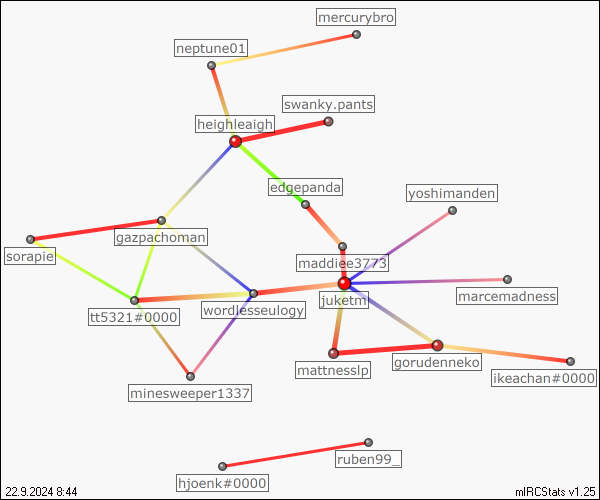 mercurybro
neptune01
swanky.pants
heighleaigh
edgepanda
yoshimanden
gazpachoman
sorapie
maddiee3773
marcemadness
juketm
wordlesseulogy
tt5321#0000
gorudenneko
mattnesslp
ikeachan#0000
minesweeper1337
ruben99_
hjoenk#0000
22.9.2024 8:44
mIRCStats v1.25